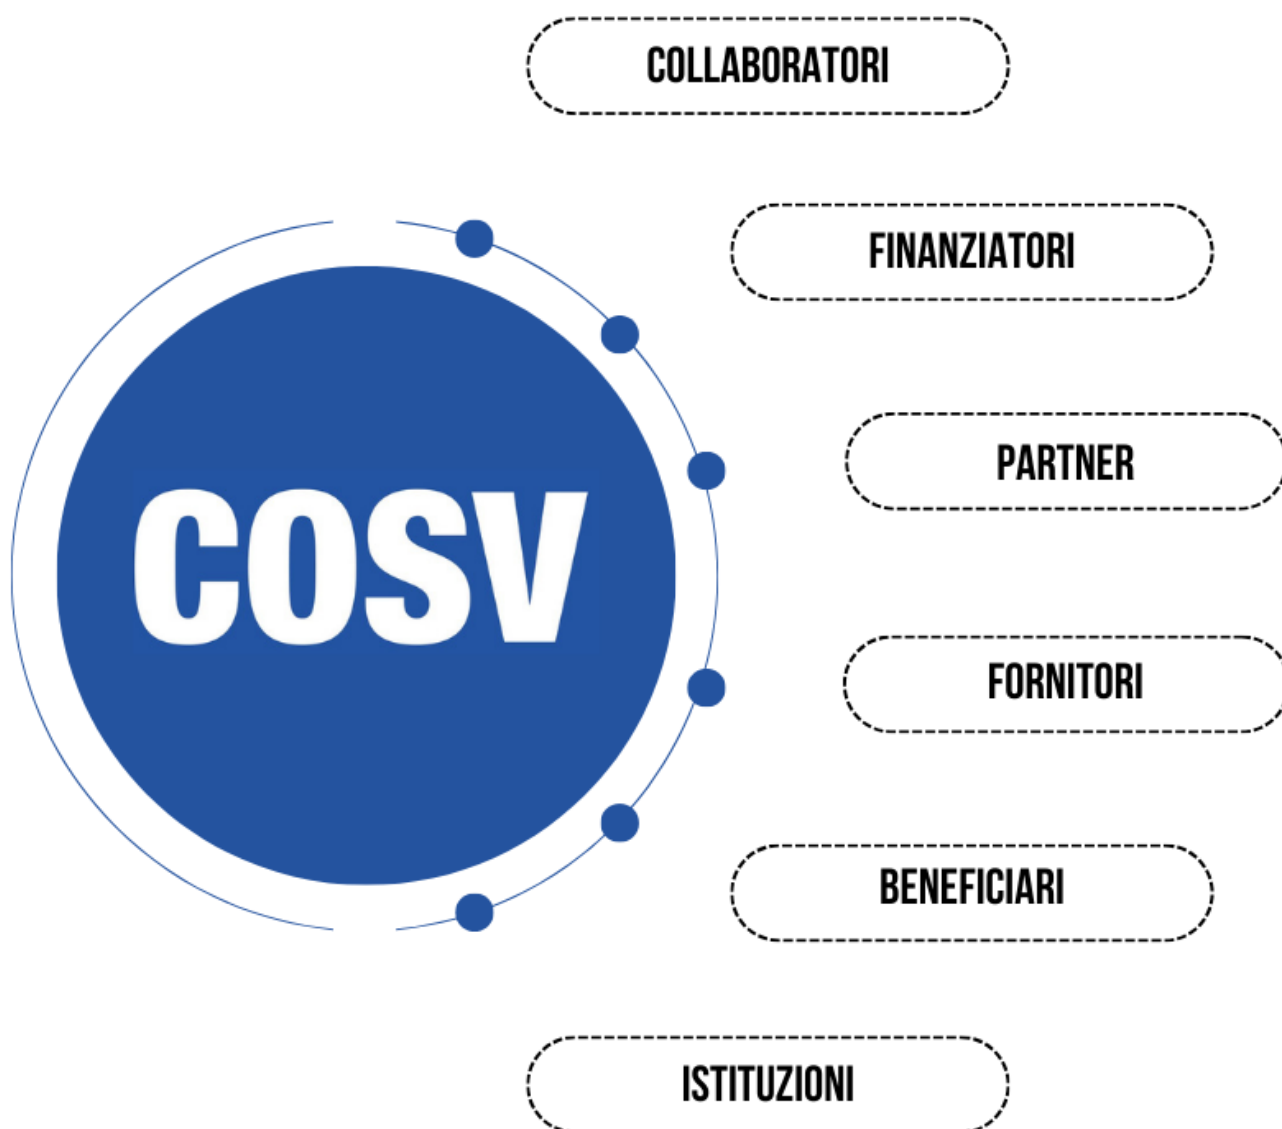 COLLABORATORI
FINANZIATORI
PARTNER
COSV
FORNITORI
BENEFICIARI
ISTITUZIONI